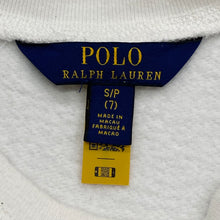 POLO
RALPH LAUREN
S/P
(7)
MADE IN
MACAU
FABRIQUÉ À
MACAO